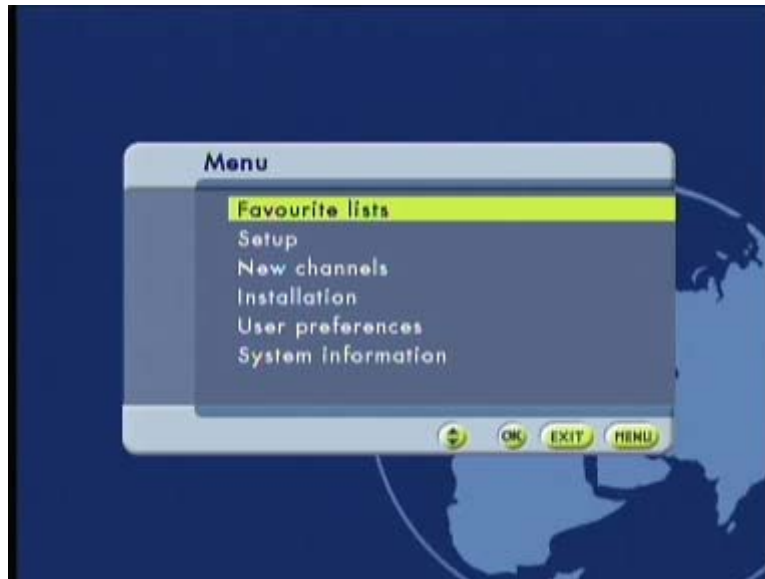 Menu
Favourite lists
Setup
New channels
Installation
User preferences
System information
OK EXIT MENU